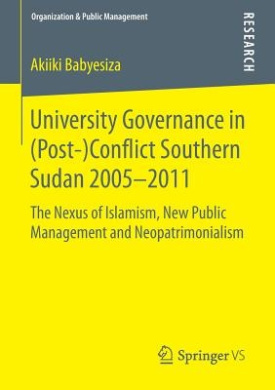 Organization & Public Management
RESEARCH
Akiiki Babyesiza
University Governance in
(Post-)Conflict Southern
Sudan 2005–2011
The Nexus of Islamism, New Public
Management and Neopatrimonialism
Springer VS